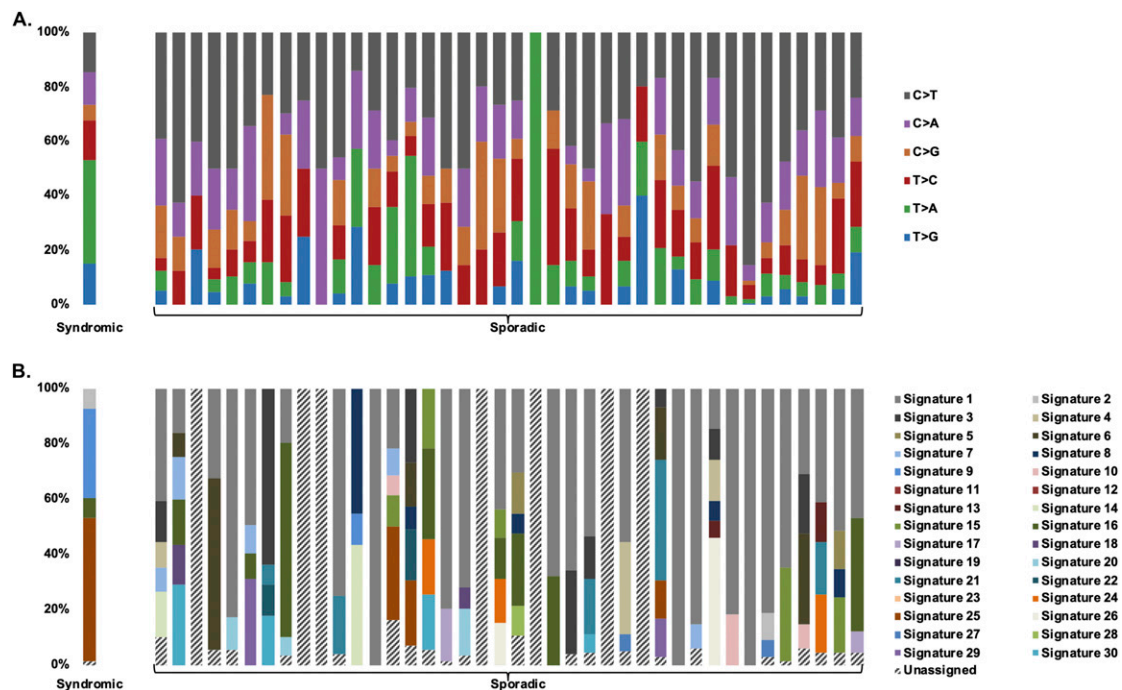 A.
100%
80%
60%
40%
20%
0%
Syndromic
Sporadic
C>T
C>A
C>G
T>C
T>A
T>G
B.
100%
80%
60%
40%
20%
0%
Syndromic
Sporadic
Signature 1 Signature 2
Signature 3 Signature 4
Signature 5 Signature 6
Signature 7 Signature 8
Signature 9 Signature 10
Signature 11 Signature 12
Signature 13 Signature 14
Signature 15 Signature 16
Signature 17 Signature 18
Signature 19 Signature 20
Signature 21 Signature 22
Signature 23 Signature 24
Signature 25 Signature 26
Signature 27 Signature 28
Signature 29 Signature 30
Unassigned